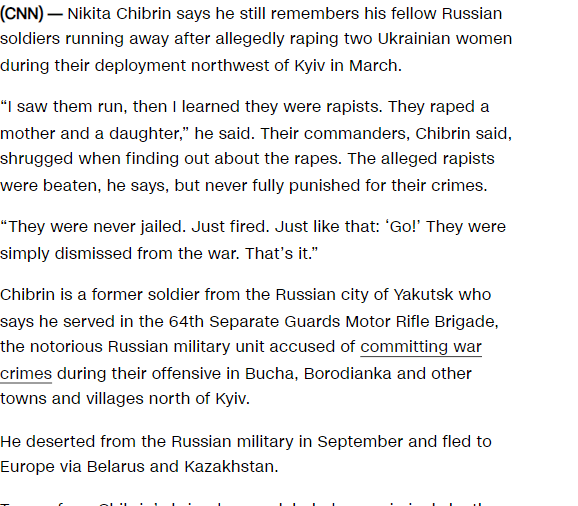 (CNN) — Nikita Chibrin says he still remembers his fellow Russian
soldiers running away after allegedly raping two Ukrainian women
during their deployment northwest of Kyiv in March.
“I saw them run, then I learned they were rapists. They raped a
mother and a daughter,” he said. Their commanders, Chibrin said,
shrugged when finding out about the rapes. The alleged rapists
were beaten, he says, but never fully punished for their crimes.
“They were never jailed. Just fired. Just like that: ‘Go!’ They were
simply dismissed from the war. That’s it.”
Chibrin is a former soldier from the Russian city of Yakutsk who
says he served in the 64th Separate Guards Motor Rifle Brigade,
the notorious Russian military unit accused of committing war
crimes during their offensive in Bucha, Borodianka and other
towns and villages north of Kyiv.
He deserted from the Russian military in September and fled to
Europe via Belarus and Kazakhstan.